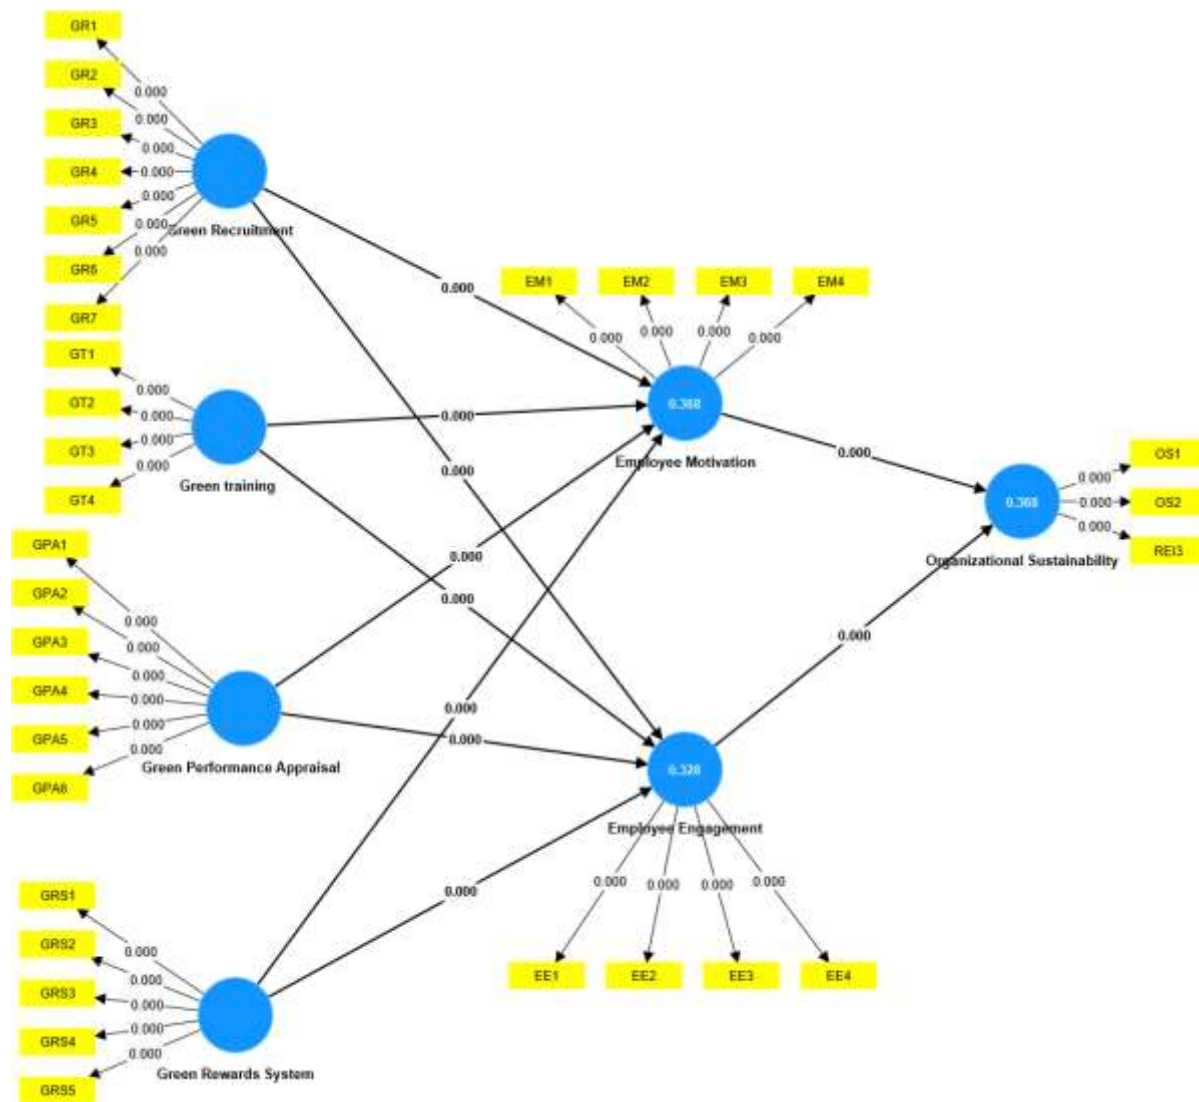 GR1
GR2
GR3
GR4
GR5
GR6
GR7
0.000
0.000
0.000
0.000
0.000
0.000
0.000
Green Recruitment
GT1
GT2
GT3
GT4
0.000
0.000
0.000
0.000
Green training
GPA1
GPA2
GPA3
GPA4
GPA5
GPA6
0.000
0.000
0.000
0.000
0.000
0.000
Green Performance Appraisal
GRS1
GRS2
GRS3
GRS4
GRS5
0.000
0.000
0.000
0.000
0.000
Green Rewards System
0.000
0.000
0.000
0.000
0.000
0.000
0.000
0.000
EM1
EM2
EM3
EM4
0.000
0.000
0.000
0.000
Employee Motivation
0.328
Employee Engagement
0.000
0.000
0.000
0.000
EE1
EE2
EE3
EE4
0.000
0.000
Organizational Sustainability
0.000
0.000
0.000
OS1
OS2
REI3